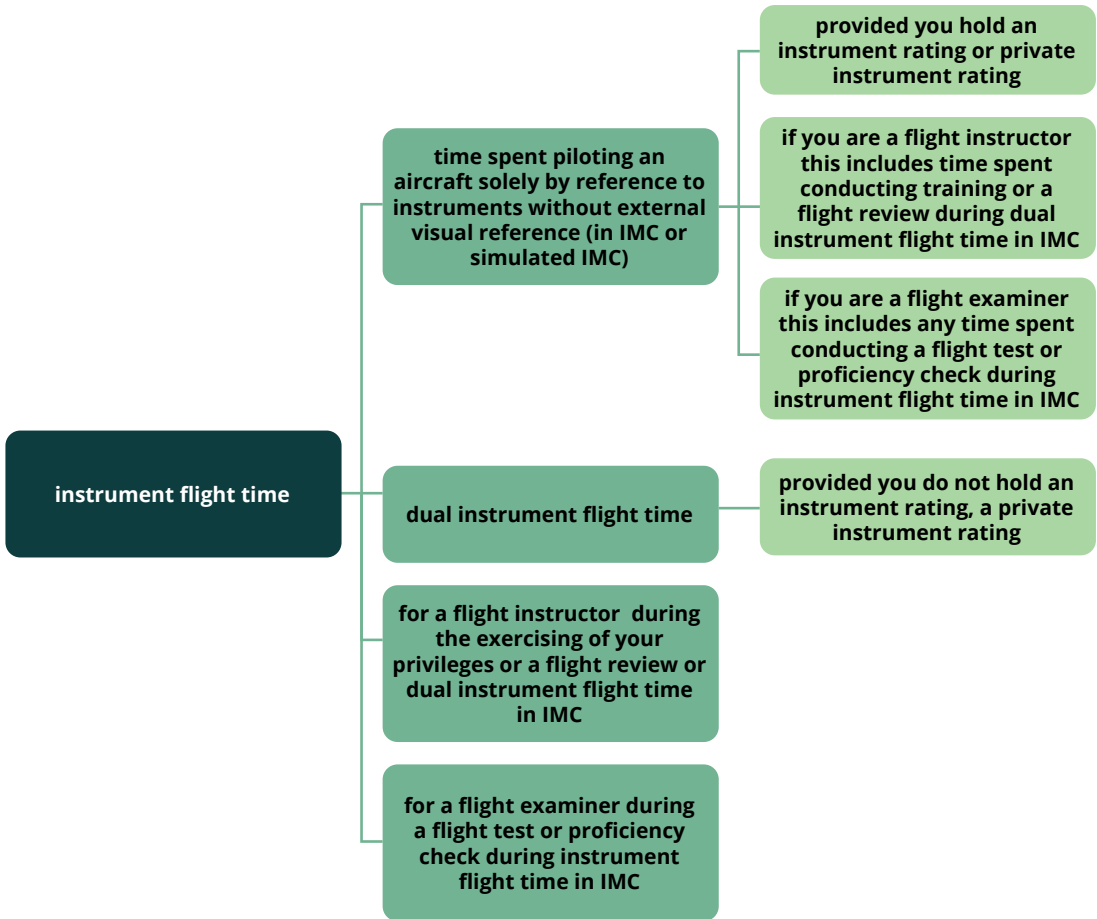 instrument flight time
time spent piloting an
aircraft solely by reference to
instruments without external
visual reference (in IMC or
simulated IMC)
provided you hold an
instrument rating or private
instrument rating
if you are a flight instructor
this includes time spent
conducting training or a
flight review during dual
instrument flight time in IMC
if you are a flight examiner
this includes any time spent
conducting a flight test or
proficiency check during
instrument flight time in IMC
dual instrument flight time
provided you do not hold an
instrument rating, a private
instrument rating
for a flight instructor during
the exercising of your
privileges or a flight review or
dual instrument flight time
in IMC
for a flight examiner during
a flight test or proficiency
check during instrument
flight time in IMC